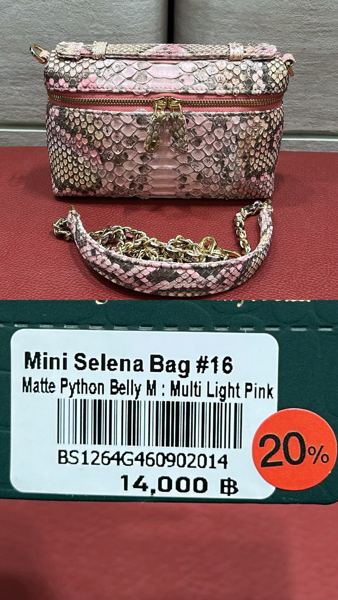 Mini Selena Bag #16
Matte Python Belly M : Multi Light Pink
BS1264G460902014
14,000 ฿
20%